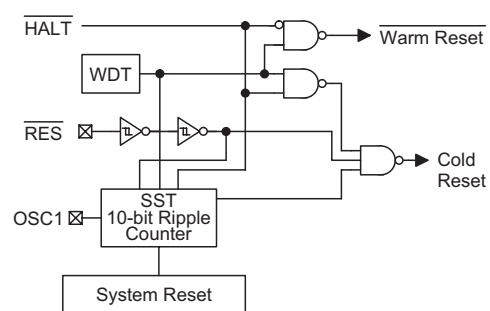 HALT
Warm Reset
WDT
RES
Cold
Reset
SST
10-bit Ripple
Counter
OSC1
System Reset